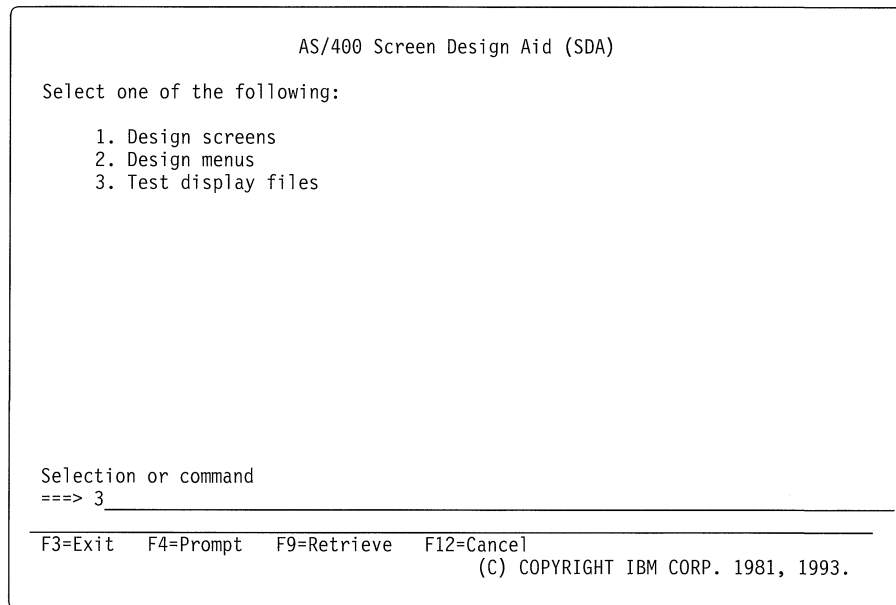 AS/400 Screen Design Aid (SDA)
Select one of the following:
1. Design screens
2. Design menus
3. Test display files
Selection or command
===> 3
F3=Exit F4=Prompt F9=Retrieve F12=Cancel
(C) COPYRIGHT IBM CORP. 1981, 1993.